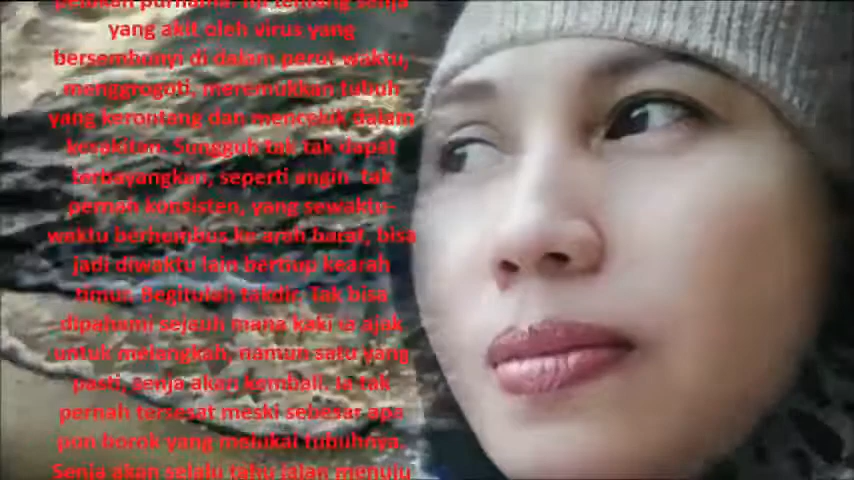 pelukan purnama. Ini tentang senja
yang akit oleh virus yang
bersembunyi di dalam perut waktu,
menggrogoti, meremukkan tubuh
yang kerontang dan menceluk dalam
kesakitan. Sungguh tak tak dapat
terbayangkan, seperti angin tak
pernah konsisten, yang sewaktu-
waktu berhembus ke arah barat, bisa
jadi diwaktu lain bertiup kearah
timur. Begitulah takdir. Tak bisa
dipahami sejauh mana kaki ia ajak
untuk melangkah, namun satu yang
pasti, senja akan kembali. Ia tak
pernah tersesat meski sebesar apa
pun borok yang melukai tubuhnya.
Senja akan selalu tahu jalan menuju